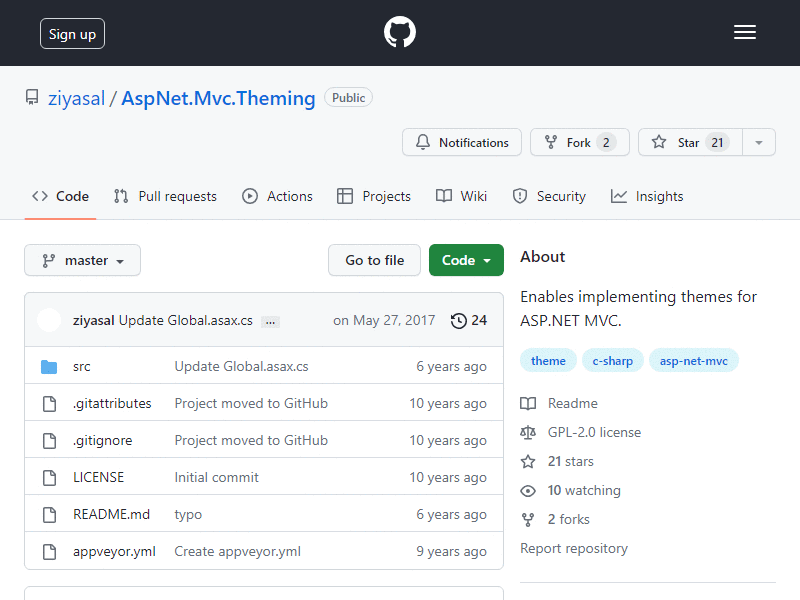 Sign up
ziyasal / AspNet.Mvc.Theming Public
Notifications Fork 2 Star 21
Code Pull requests Actions Projects Wiki Security Insights
master Go to file Code
ziyasal Update Global.asax.cs ... on May 27, 2017 24
src Update Global.asax.cs 6 years ago
.gitattributes Project moved to GitHub 10 years ago
.gitignore Project moved to GitHub 10 years ago
LICENSE Initial commit 10 years ago
README.md typo 6 years ago
appveyor.yml Create appveyor.yml 9 years ago
About
Enables implementing themes for
ASP.NET MVC.
theme c-sharp asp-net-mvc
Readme
GPL-2.0 license
21 stars
10 watching
2 forks
Report repository